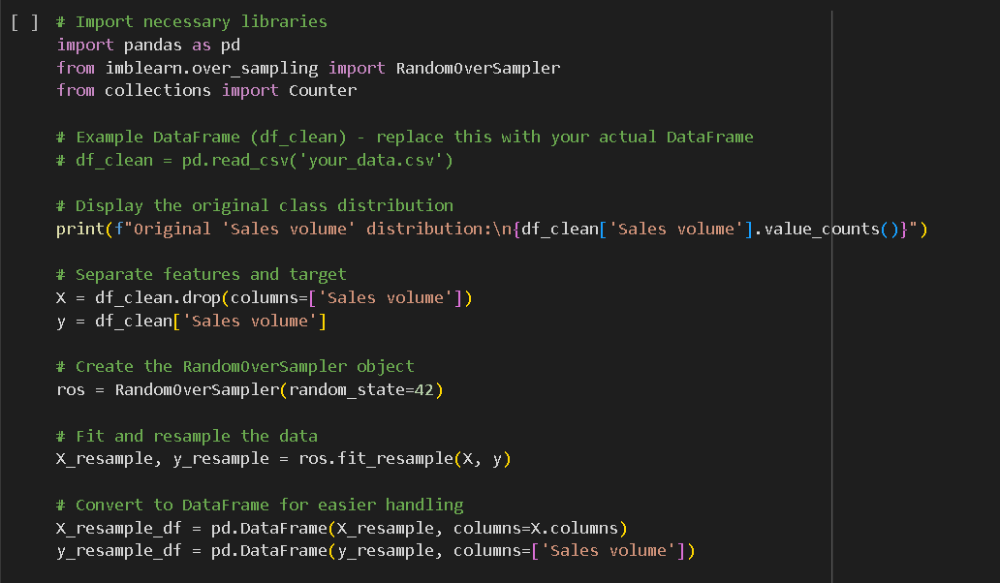 [ ] # Import necessary libraries
import pandas as pd
from imblearn.over_sampling import RandomOverSampler
from collections import Counter
# Example DataFrame (df_clean) - replace this with your actual DataFrame
# df_clean = pd.read_csv('your_data.csv')
# Display the original class distribution
print(f"Original 'Sales volume' distribution:\n{df_clean['Sales volume'].value_counts()}")
# Separate features and target
X = df_clean.drop(columns=['Sales volume'])
y = df_clean['Sales volume']
# Create the RandomOverSampler object
ros = RandomOverSampler(random_state=42)
# Fit and resample the data
X_resample, y_resample = ros.fit_resample(X, y)
# Convert to DataFrame for easier handling
X_resample_df = pd.DataFrame(X_resample, columns=X.columns)
y_resample_df = pd.DataFrame(y_resample, columns=['Sales volume'])